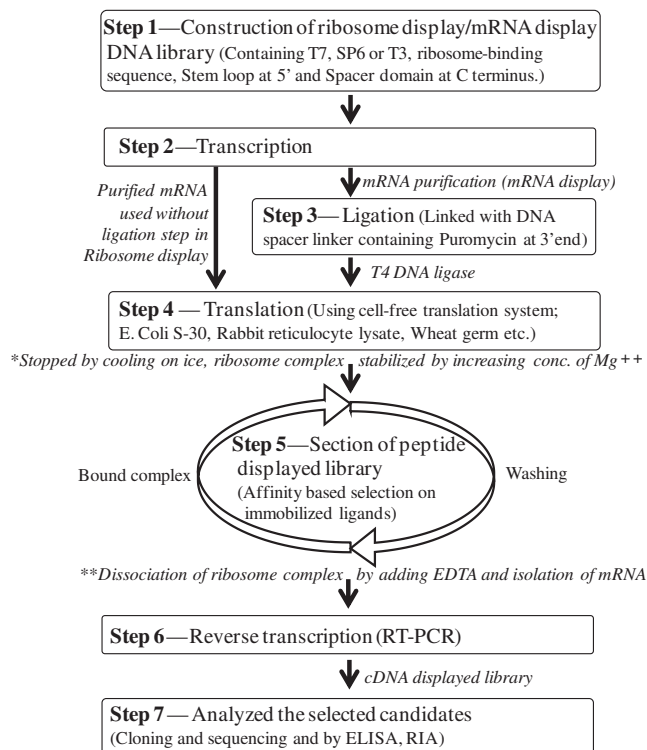 Step 1—Construction of ribosome display/mRNA display
DNA library (Containing T7, SP6 or T3, ribosome-binding
sequence, Stem loop at 5’ and Spacer domain at C terminus.)
Step 2—Transcription
Purified mRNA
used without
ligation step in
Ribosome display
mRNA purification (mRNA display)
Step 3—Ligation (Linked with DNA
spacer linker containing Puromycin at 3’end)
T4 DNA ligase
Step 4 — Translation (Using cell-free translation system;
E. Coli S-30, Rabbit reticulocyte lysate, Wheat germ etc.)
*Stopped by cooling on ice, ribosome complex stabilized by increasing conc. of Mg++
Step 5—Section of peptide
displayed library
(Affinity based selection on
immobilized ligands)
Bound complex
Washing
**Dissociation of ribosome complex by adding EDTA and isolation of mRNA
Step 6—Reverse transcription (RT-PCR)
cDNA displayed library
Step 7 — Analyzed the selected candidates
(Cloning and sequencing and by ELISA, RIA)